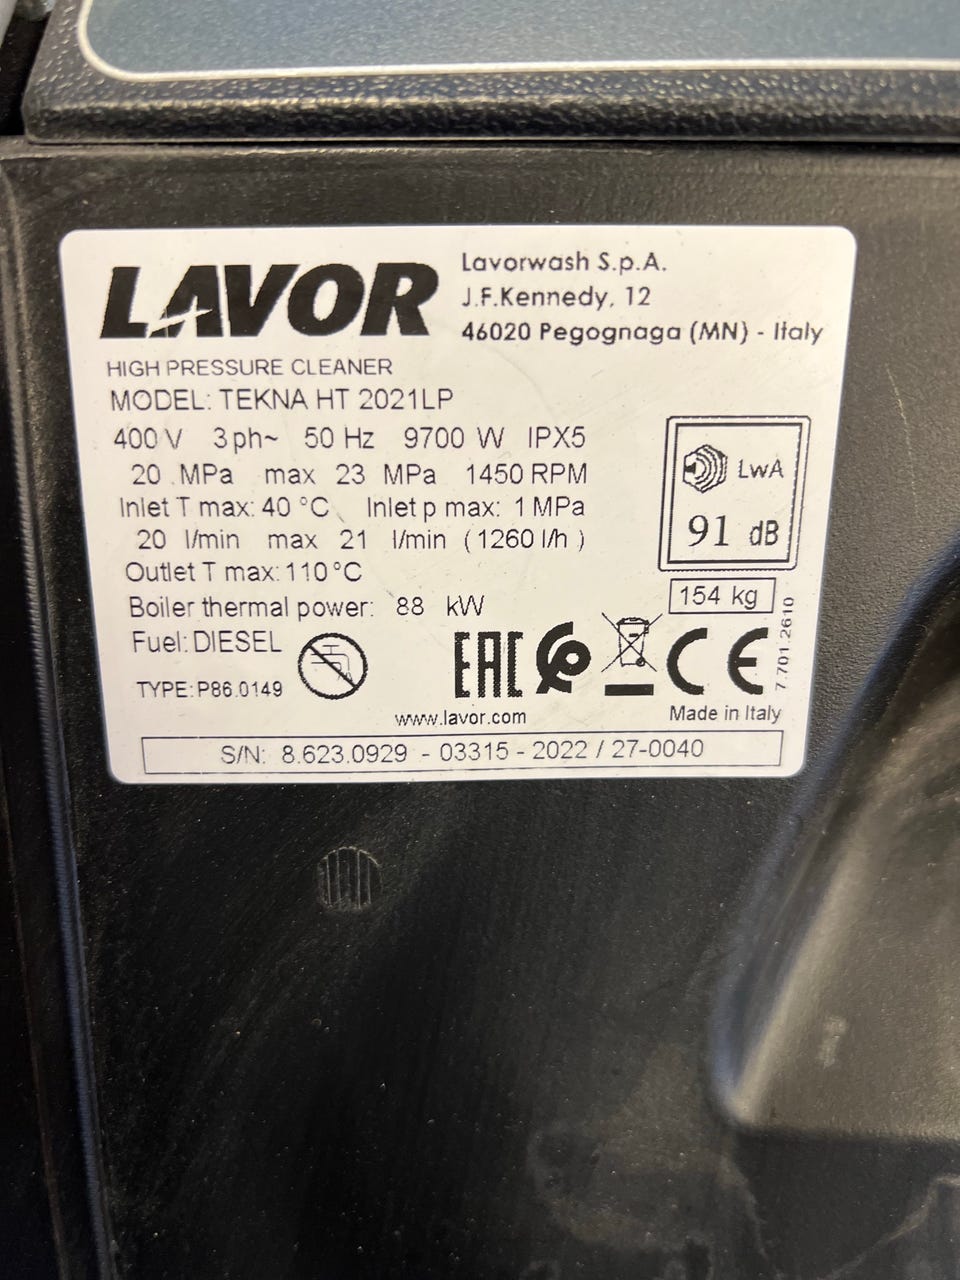 LAVOR
Lavorwash S.p.A.
J.F.Kennedy, 12
46020 Pegognaga (MN) - Italy
HIGH PRESSURE CLEANER
MODEL: TEKNA HT 2021LP
400 V 3 ph~ 50 Hz 9700 W IPX5
20 MPa max 23 MPa 1450 RPM
Inlet T max: 40 °C Inlet p max: 1 MPa
20 l/min max 21 l/min (1260 l/h)
Outlet T max: 110 °C
Boiler thermal power: 88 kW
Fuel: DIESEL
TYPE: P86.0149
LwA
91 dB
154 kg
7.701.2610
EAC
CE
www.lavor.com
Made in Italy
S/N: 8.623.0929 - 03315 - 2022 / 27-0040